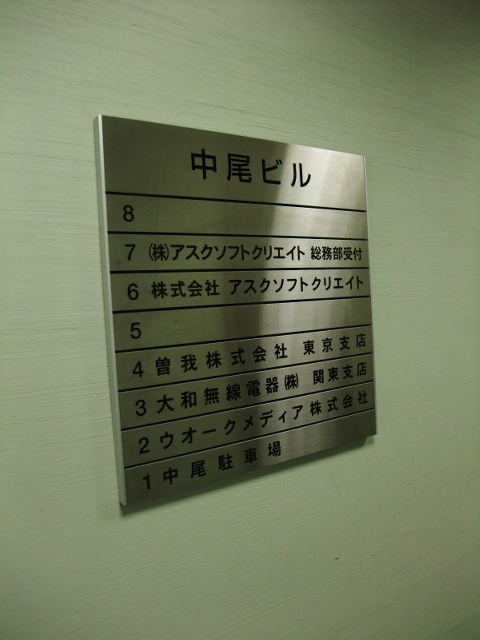 中尾ビル
8
7 ㈱アスクソフトクリエイト 総務部受付
6 株式会社 アスクソフトクリエイト
5
4 曽我株式会社 東京支店
3 大和無線電器㈱ 関東支店
2 ウオークメディア株式会社
1 中尾駐車場